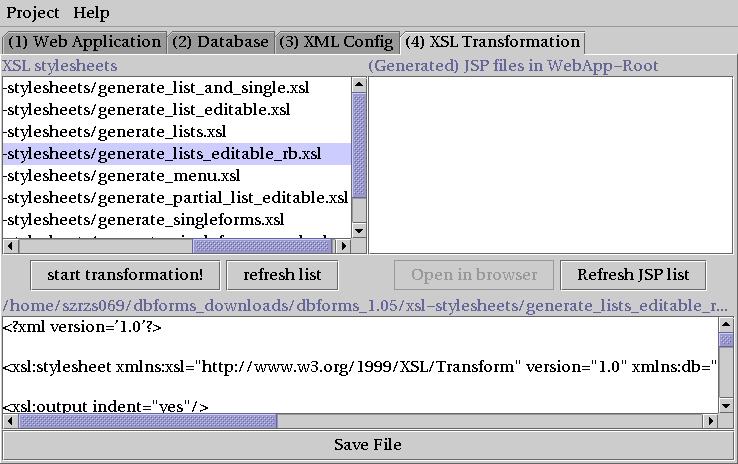 Project Help
(1) Web Application (2) Database (3) XML Config (4) XSL Transformation
XSL stylesheets
(Generated) JSP files in WebApp-Root
-stylesheets/generate_list_and_single.xsl
-stylesheets/generate_list_editable.xsl
-stylesheets/generate_lists.xsl
-stylesheets/generate_lists_editable_rb.xsl
-stylesheets/generate_menu.xsl
-stylesheets/generate_partial_list_editable.xsl
-stylesheets/generate_singleforms.xsl
start transformation! refresh list Open in browser Refresh JSP list
/home/szrzs069/dbforms_downloads/dbforms_1.05/xsl-stylesheets/generate_lists_editable_r...
<?xml version='1.0'?>
<xsl:stylesheet xmlns:xsl="http://www.w3.org/1999/XSL/Transform" version="1.0" xmlns:db="
<xsl:output indent="yes"/>
Save File